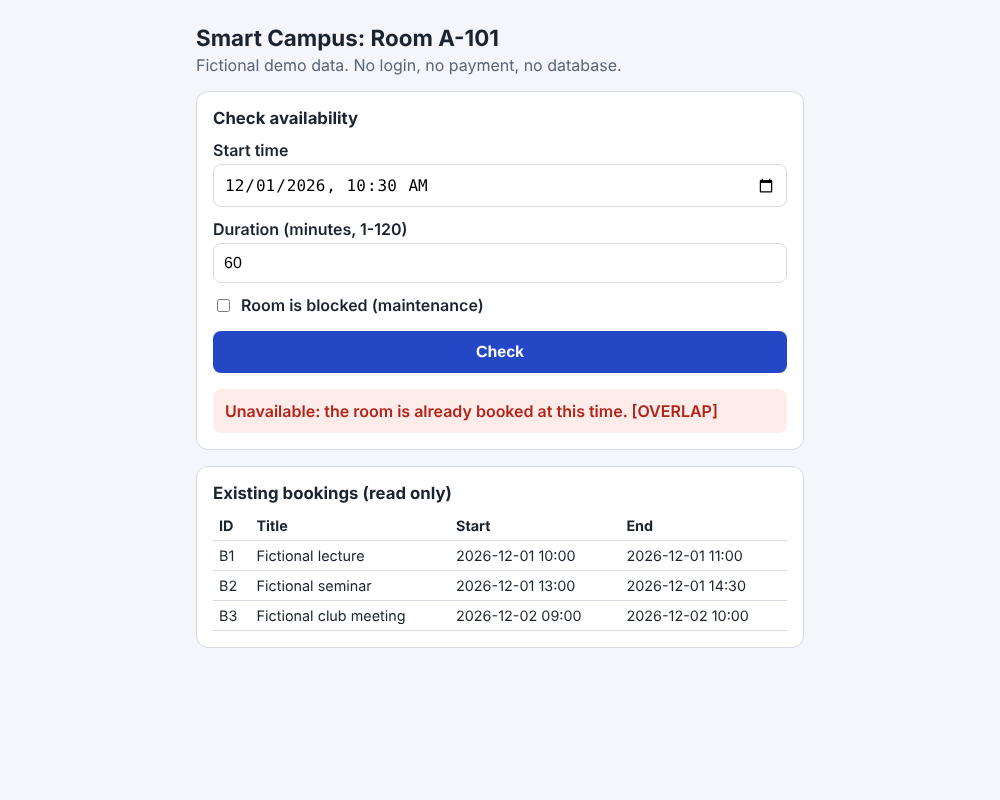 Smart Campus: Room A-101
Fictional demo data. No login, no payment, no database.
Check availability
Start time
12/01/2026, 10:30 AM
Duration (minutes, 1-120)
60
Room is blocked (maintenance)
Check
Unavailable: the room is already booked at this time. [OVERLAP]
Existing bookings (read only)
ID Title Start End
B1 Fictional lecture 2026-12-01 10:00 2026-12-01 11:00
B2 Fictional seminar 2026-12-01 13:00 2026-12-01 14:30
B3 Fictional club meeting 2026-12-02 09:00 2026-12-02 10:00